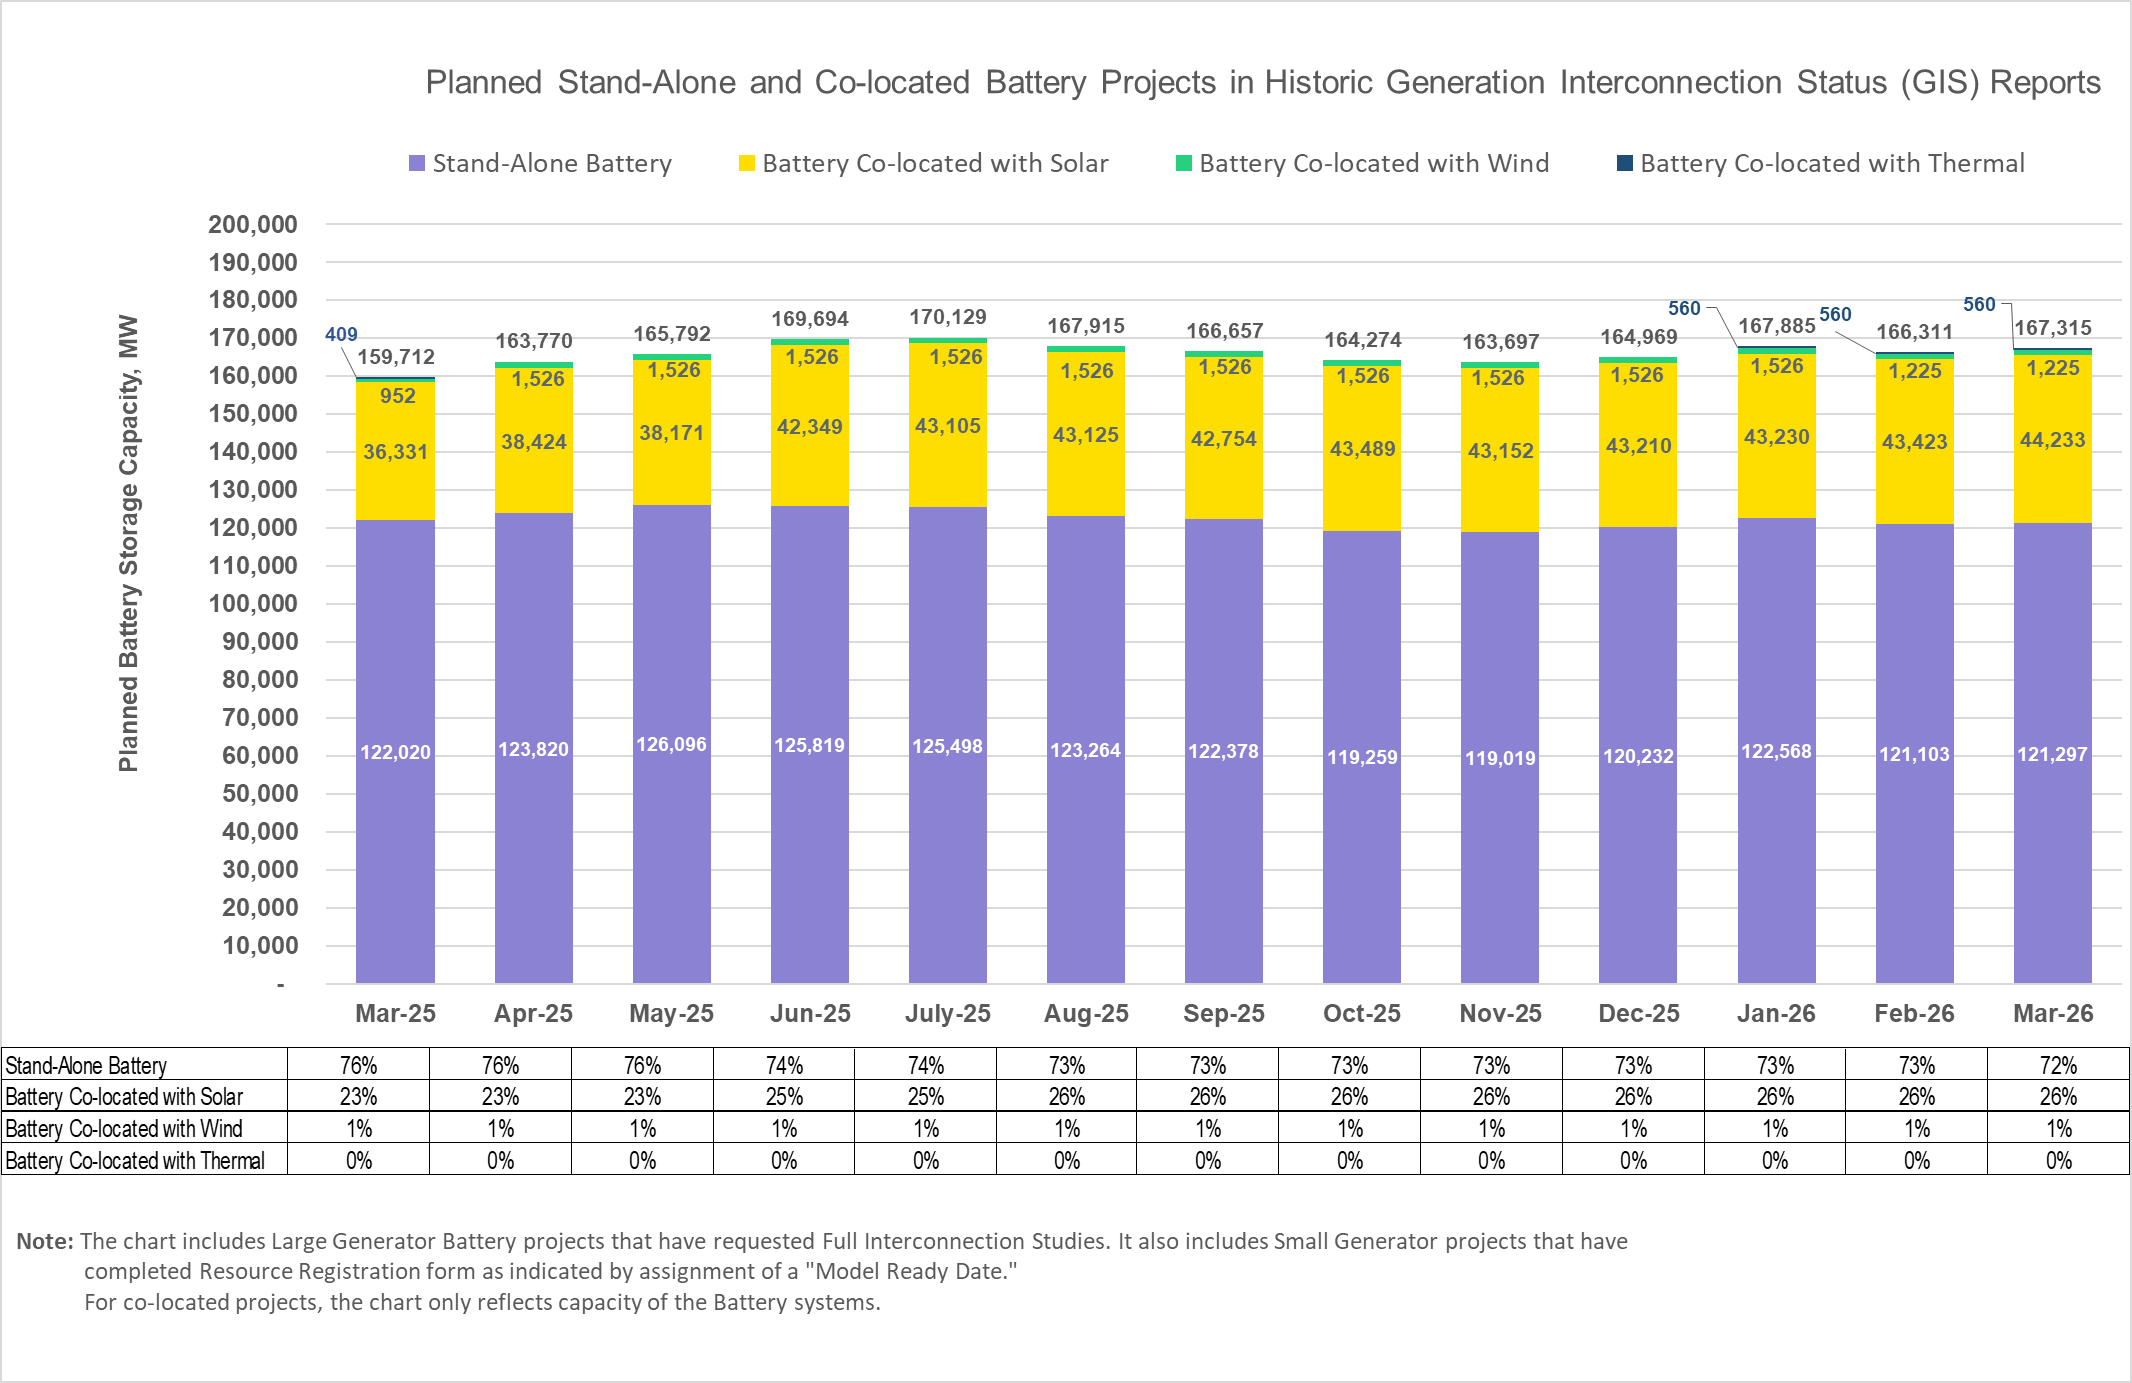 Planned Stand-Alone and Co-located Battery Projects in Historic Generation Interconnection Status (GIS) Reports
Stand-Alone Battery Battery Co-located with Solar Battery Co-located with Wind Battery Co-located with Thermal
Planned Battery Storage Capacity, MW
200,000
190,000
180,000
170,000
160,000
150,000
140,000
130,000
120,000
110,000
100,000
90,000
80,000
70,000
60,000
50,000
40,000
30,000
20,000
10,000
-
409 560 560 560
159,712 163,770 165,792 169,694 170,129 167,915 166,657 164,274 163,697 164,969 167,885 166,311 167,315
952 1,526 1,526 1,526 1,526 1,526 1,526 1,526 1,526 1,526 1,526 1,225 1,225
36,331 38,424 38,171 42,349 43,105 43,125 42,754 43,489 43,152 43,210 43,230 43,423 44,233
122,020 123,820 126,096 125,819 125,498 123,264 122,378 119,259 119,019 120,232 122,568 121,103 121,297
Mar-25 Apr-25 May-25 Jun-25 July-25 Aug-25 Sep-25 Oct-25 Nov-25 Dec-25 Jan-26 Feb-26 Mar-26
Stand-Alone Battery 76% 76% 76% 74% 74% 73% 73% 73% 73% 73% 73% 73% 72%
Battery Co-located with Solar 23% 23% 23% 25% 25% 26% 26% 26% 26% 26% 26% 26% 26%
Battery Co-located with Wind 1% 1% 1% 1% 1% 1% 1% 1% 1% 1% 1% 1% 1%
Battery Co-located with Thermal 0% 0% 0% 0% 0% 0% 0% 0% 0% 0% 0% 0% 0%
Note: The chart includes Large Generator Battery projects that have requested Full Interconnection Studies. It also includes Small Generator projects that have
completed Resource Registration form as indicated by assignment of a "Model Ready Date."
For co-located projects, the chart only reflects capacity of the Battery systems.